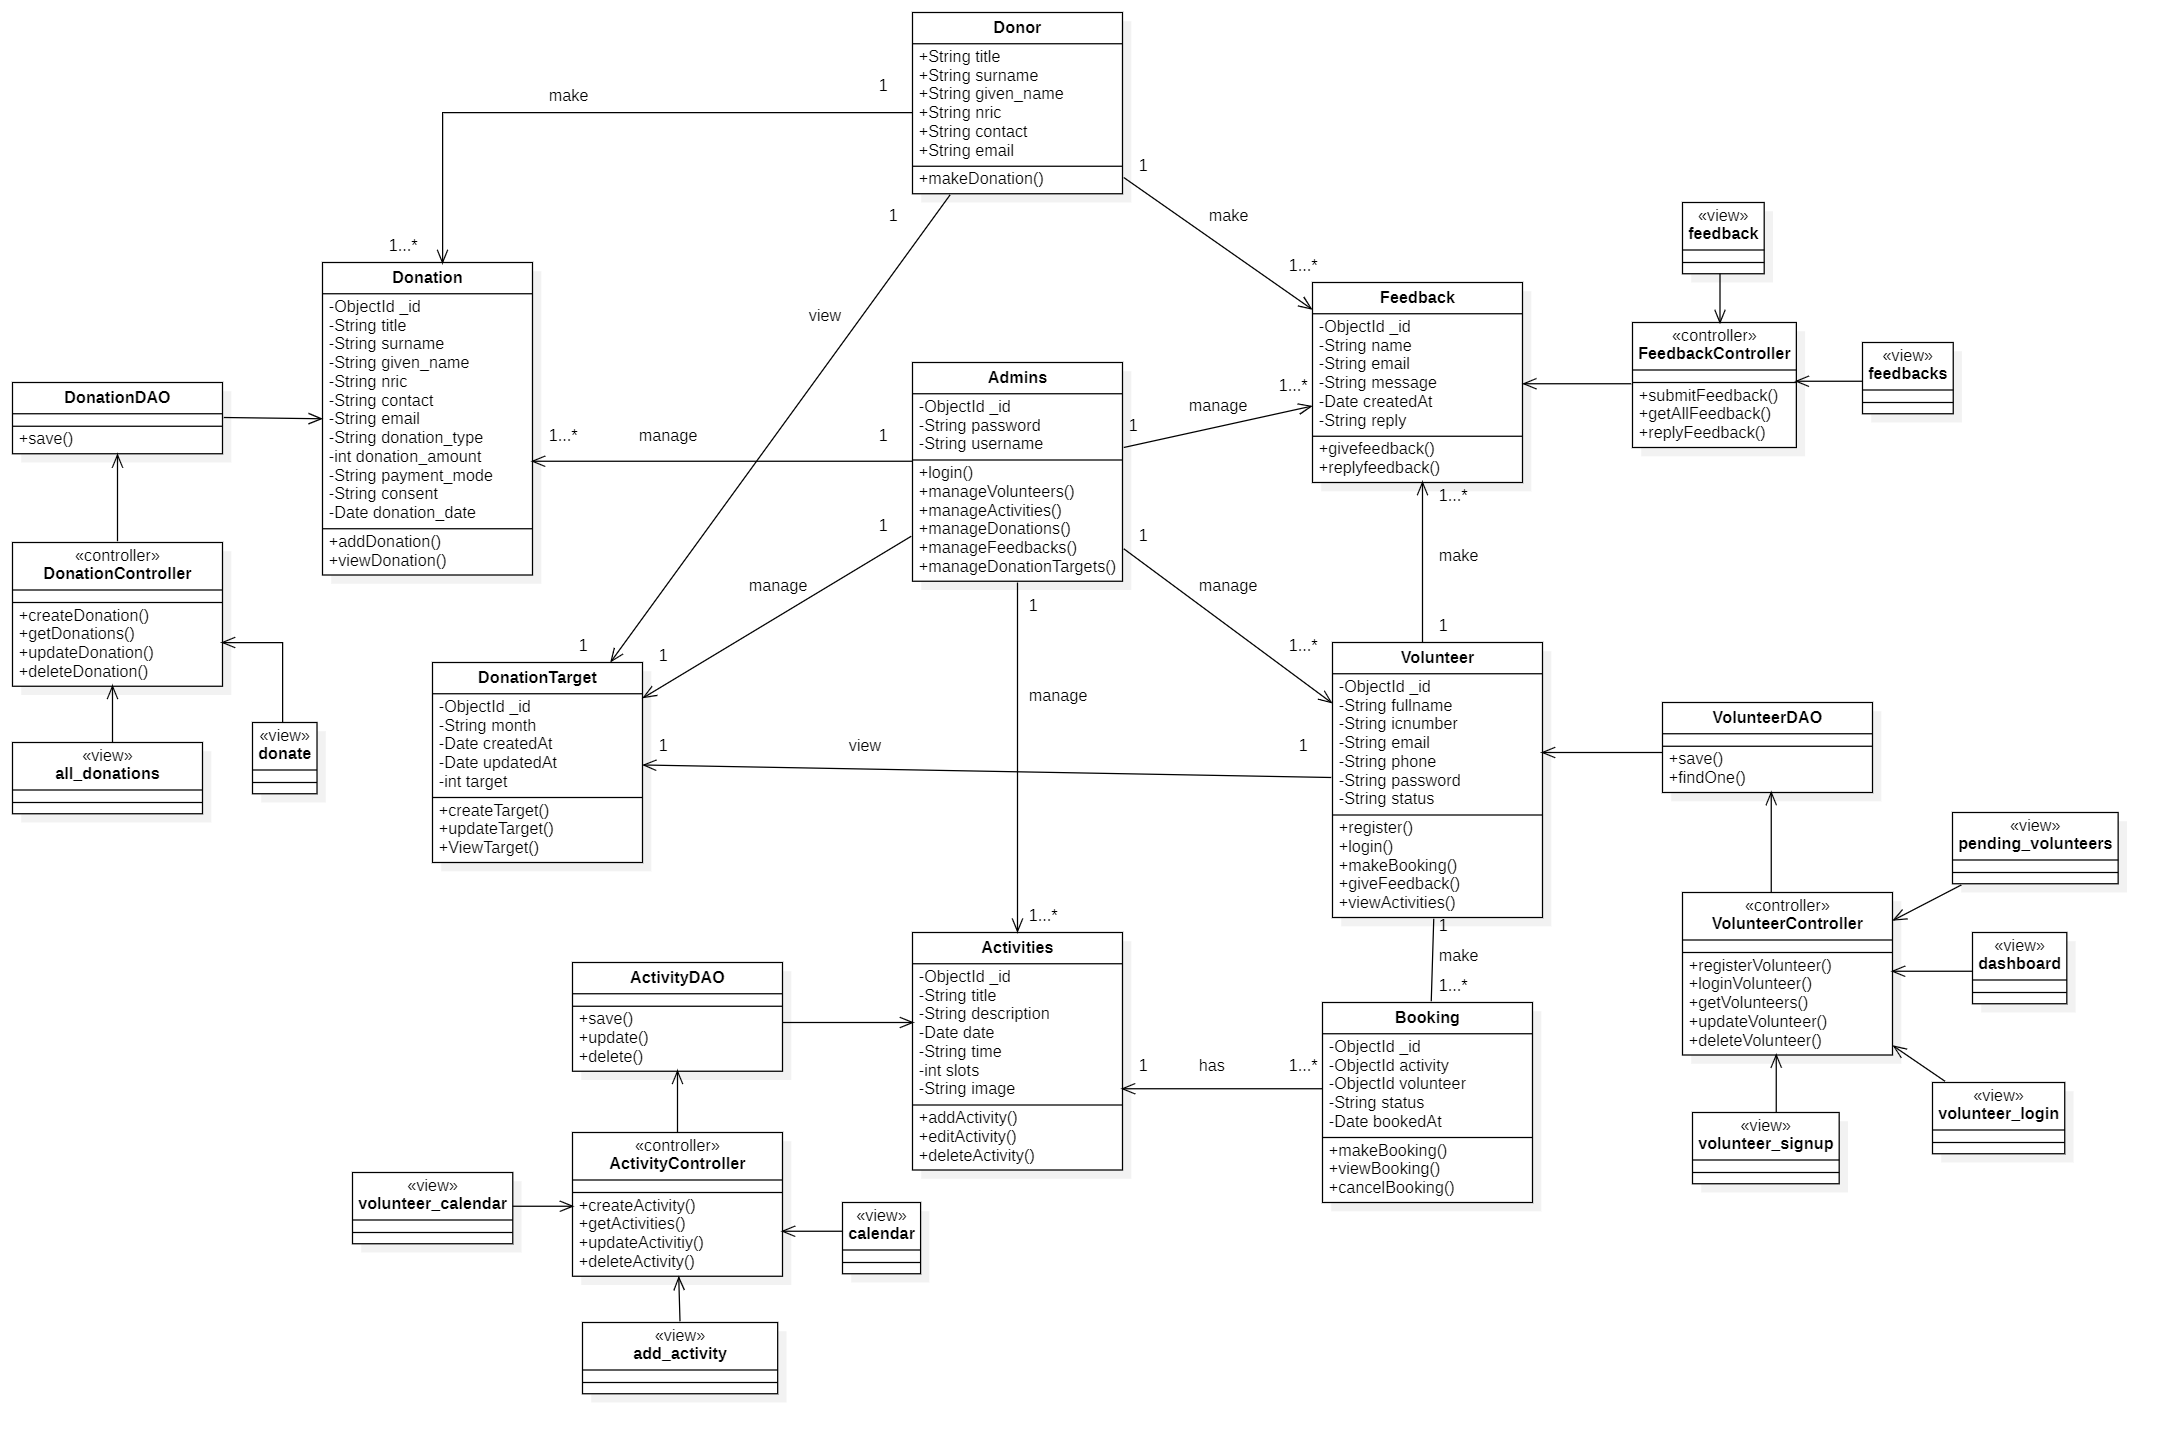 Donor
+String title
+String surname
+String given_name
+String nric
+String contact
+String email
+makeDonation()
make
1
1...*
1
view
1
1
make
1...*
Donation
-ObjectId _id
-String title
-String surname
-String given_name
-String nric
-String contact
-String email
-String donation_type
-int donation_amount
-String payment_mode
-String consent
-Date donation_date
+addDonation()
+viewDonation()
DonationDAO
+save()
«controller»
DonationController
+createDonation()
+getDonations()
+updateDonation()
+deleteDonation()
«view»
all_donations
«view»
donate
Admins
-ObjectId _id
-String password
-String username
+login()
+manageVolunteers()
+manageActivities()
+manageDonations()
+manageFeedbacks()
+manageDonationTargets()
1...*
manage
1
1
manage
1...*
1
manage
1
1
manage
1...*
1
manage
1...*
Feedback
-ObjectId _id
-String name
-String email
-String message
-Date createdAt
-String reply
+givefeedback()
+replyfeedback()
«view»
feedback
«controller»
FeedbackController
+submitFeedback()
+getAllFeedback()
+replyFeedback()
«view»
feedbacks
1...*
make
1
DonationTarget
-ObjectId _id
-String month
-Date createdAt
-Date updatedAt
-int target
+createTarget()
+updateTarget()
+ViewTarget()
1
view
1
Volunteer
-ObjectId _id
-String fullname
-String icnumber
-String email
-String phone
-String password
-String status
+register()
+login()
+makeBooking()
+giveFeedback()
+viewActivities()
1
make
1...*
VolunteerDAO
+save()
+findOne()
«view»
pending_volunteers
«controller»
VolunteerController
+registerVolunteer()
+loginVolunteer()
+getVolunteers()
+updateVolunteer()
+deleteVolunteer()
«view»
dashboard
«view»
volunteer_login
«view»
volunteer_signup
Activities
-ObjectId _id
-String title
-String description
-Date date
-String time
-int slots
-String image
+addActivity()
+editActivity()
+deleteActivity()
1
has
1...*
Booking
-ObjectId _id
-ObjectId activity
-ObjectId volunteer
-String status
-Date bookedAt
+makeBooking()
+viewBooking()
+cancelBooking()
ActivityDAO
+save()
+update()
+delete()
«controller»
ActivityController
+createActivity()
+getActivities()
+updateActivitiy()
+deleteActivity()
«view»
volunteer_calendar
«view»
calendar
«view»
add_activity